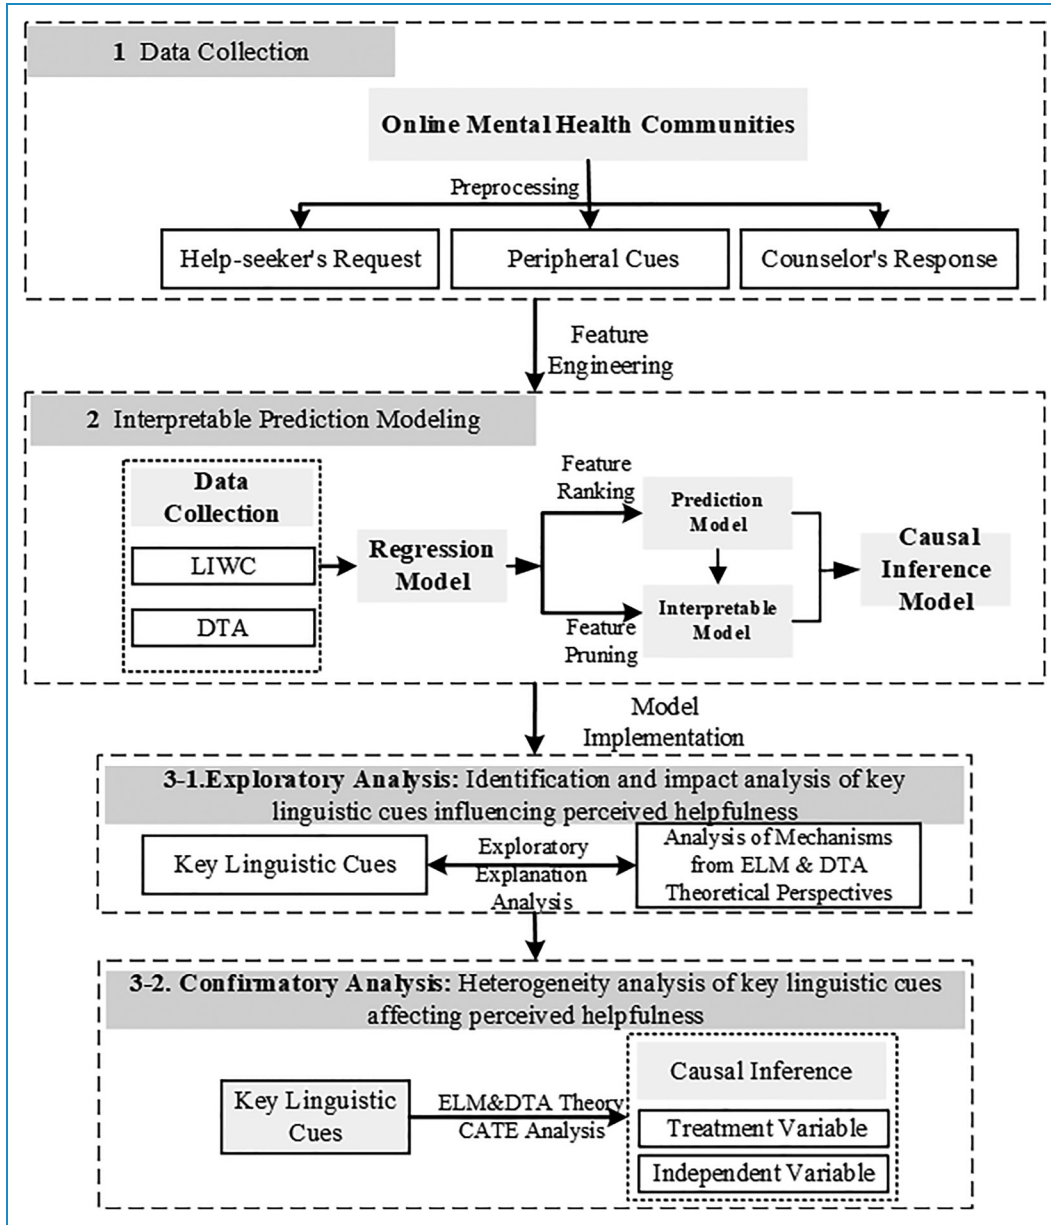 1 Data Collection
Online Mental Health Communities
Preprocessing
Help-seeker's Request
Peripheral Cues
Counselor's Response
Feature
Engineering
2 Interpretable Prediction Modeling
Data
Collection
LIWC
DTA
Regression
Model
Feature
Ranking
Feature
Pruning
Prediction
Model
Interpretable
Model
Causal
Inference
Model
Model
Implementation
3-1.Exploratory Analysis: Identification and impact analysis of key
linguistic cues influencing perceived helpfulness
Key Linguistic Cues
Exploratory
Explanation
Analysis
Analysis of Mechanisms
from ELM & DTA
Theoretical Perspectives
3-2. Confirmatory Analysis: Heterogeneity analysis of key linguistic cues
affecting perceived helpfulness
Key Linguistic
Cues
ELM&DTA Theory
CATE Analysis
Causal Inference
Treatment Variable
Independent Variable